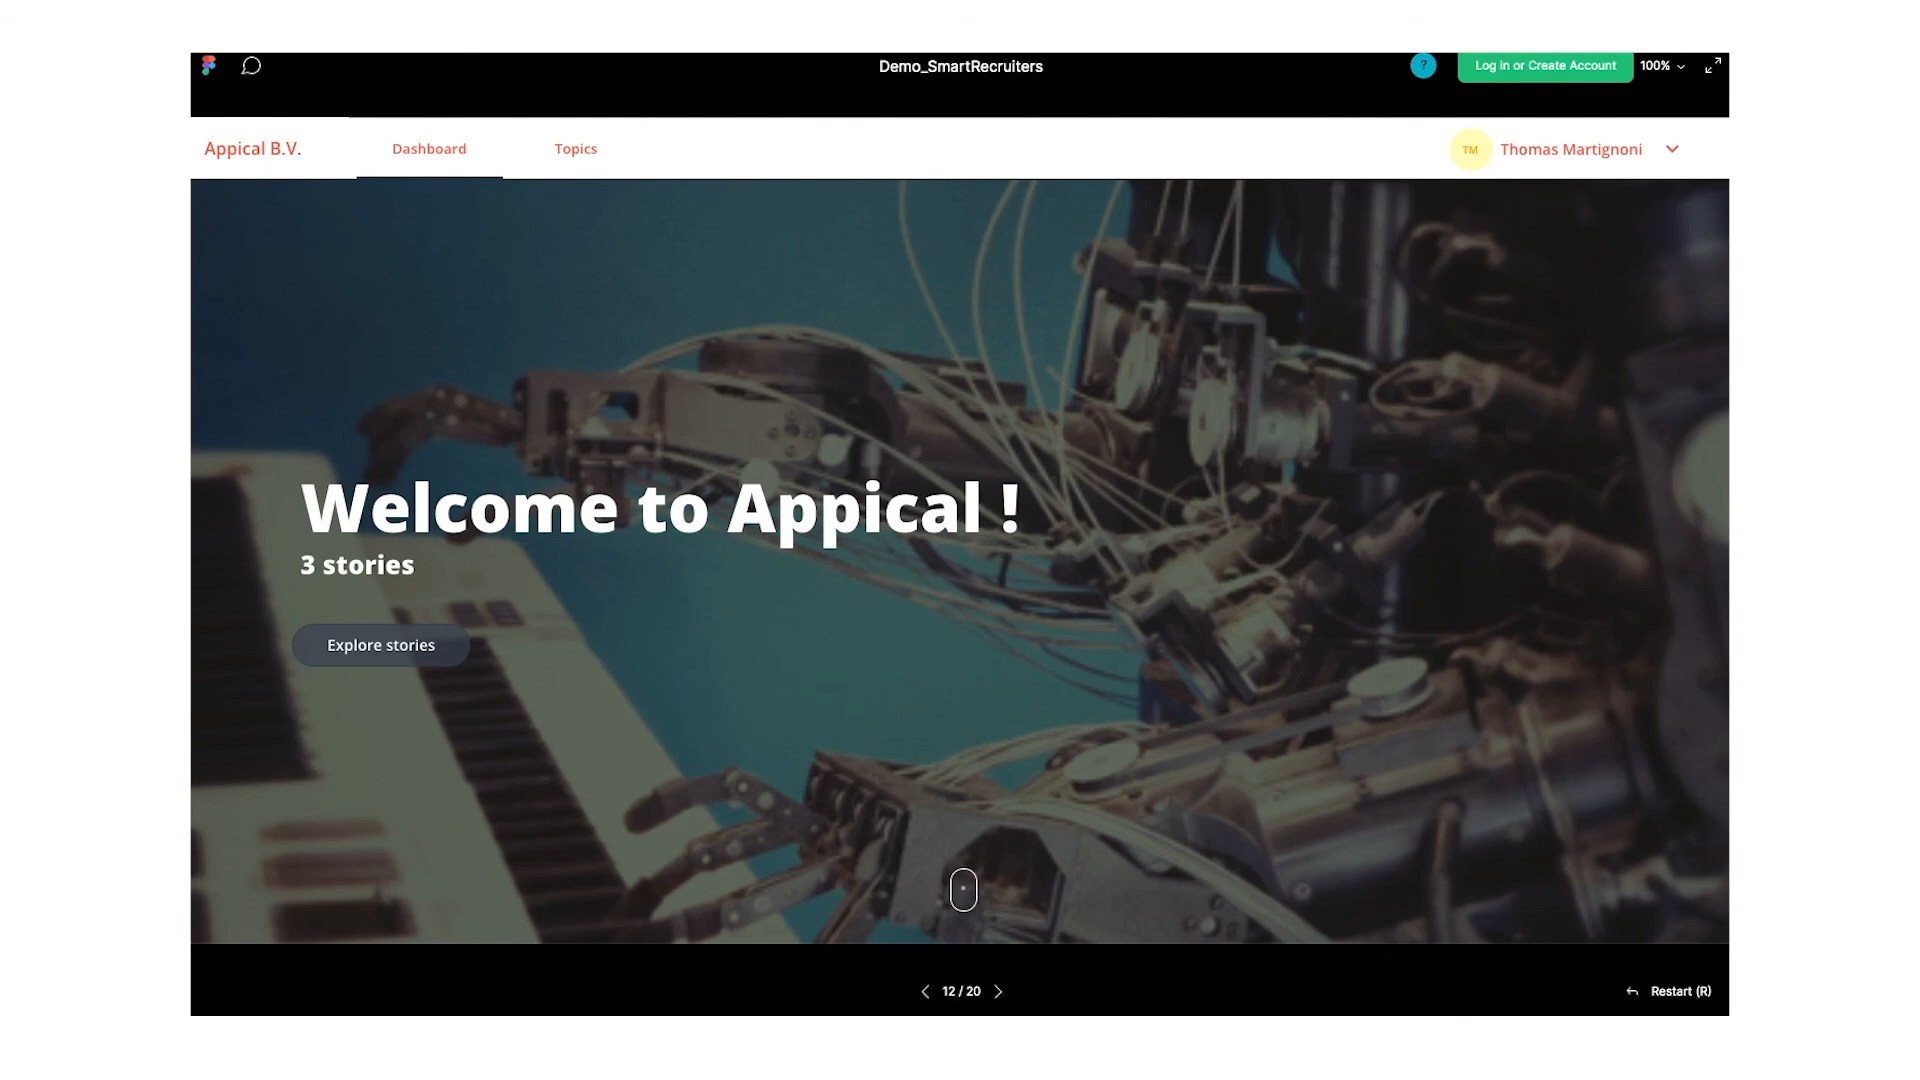 Demo_SmartRecruiters
?
Log in or Create Account
100%
Appical B.V.
Dashboard
Topics
TM
Thomas Martignoni
Welcome to Appical !
3 stories
Explore stories
12 / 20
Restart (R)